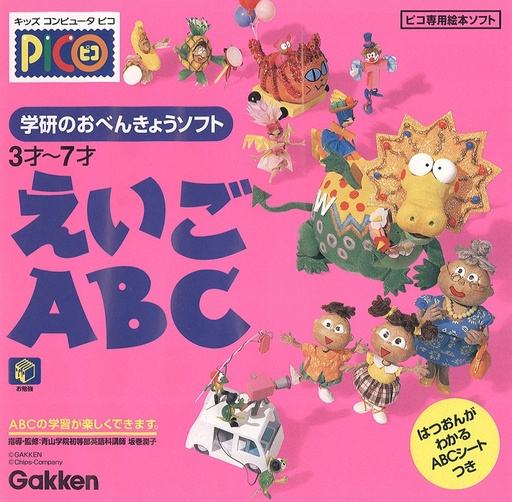 キッズ コンピュータ ピコ
PiCO ピコ
ピコ専用絵本ソフト
学研のおべんきょうソフト
3才〜7才
えいご
ABC
W
お勉強
ABCの学習が楽しくできます。
指導・監修:青山学院初等部英語科講師 坂巻潤子
©GAKKEN
©Chips-Company
Gakken
はつおんが
わかる
ABCシート
つき